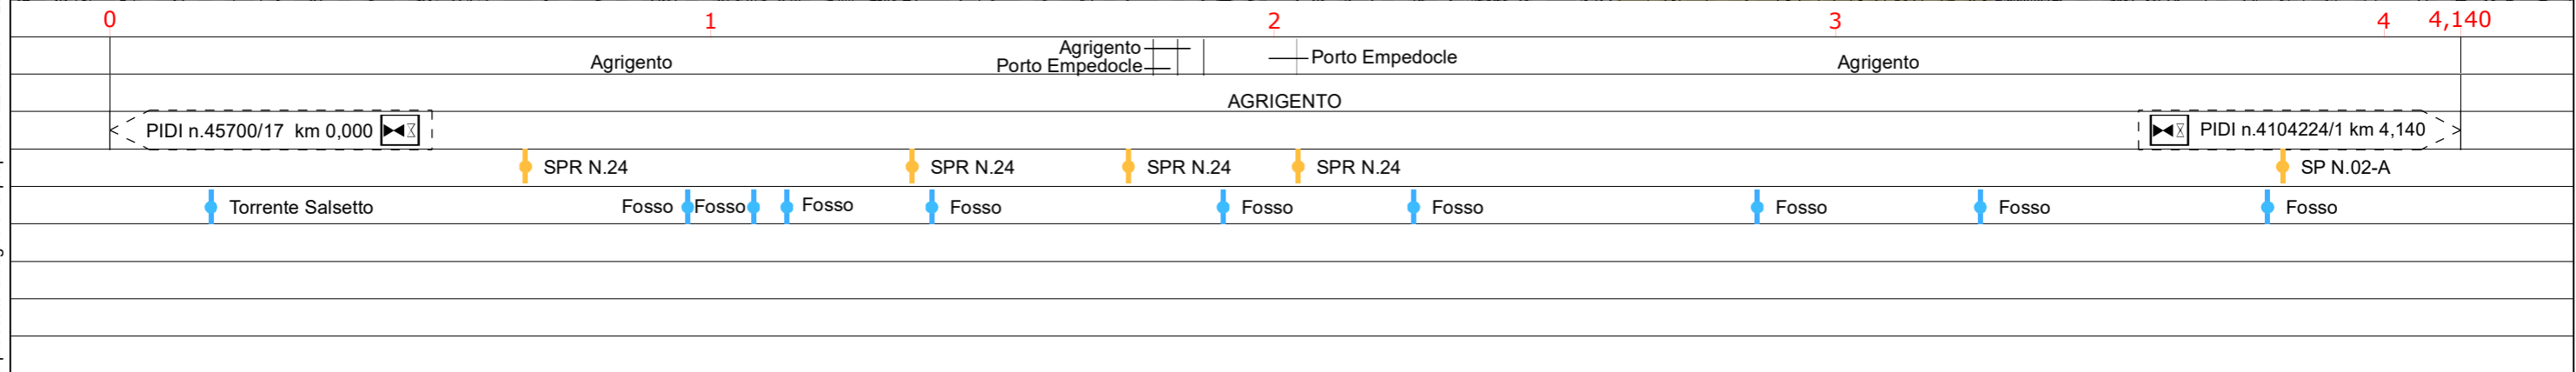 0 1 2 3 4 4,140
Agrigento
Agrigento
Porto Empedocle
Porto Empedocle
Agrigento
AGRIGENTO
PIDI n.45700/17 km 0,000
PIDI n.4104224/1 km 4,140
SPR N.24 SPR N.24 SPR N.24 SPR N.24 SP N.02-A
Torrente Salsetto Fosso Fosso Fosso Fosso Fosso Fosso Fosso Fosso Fosso